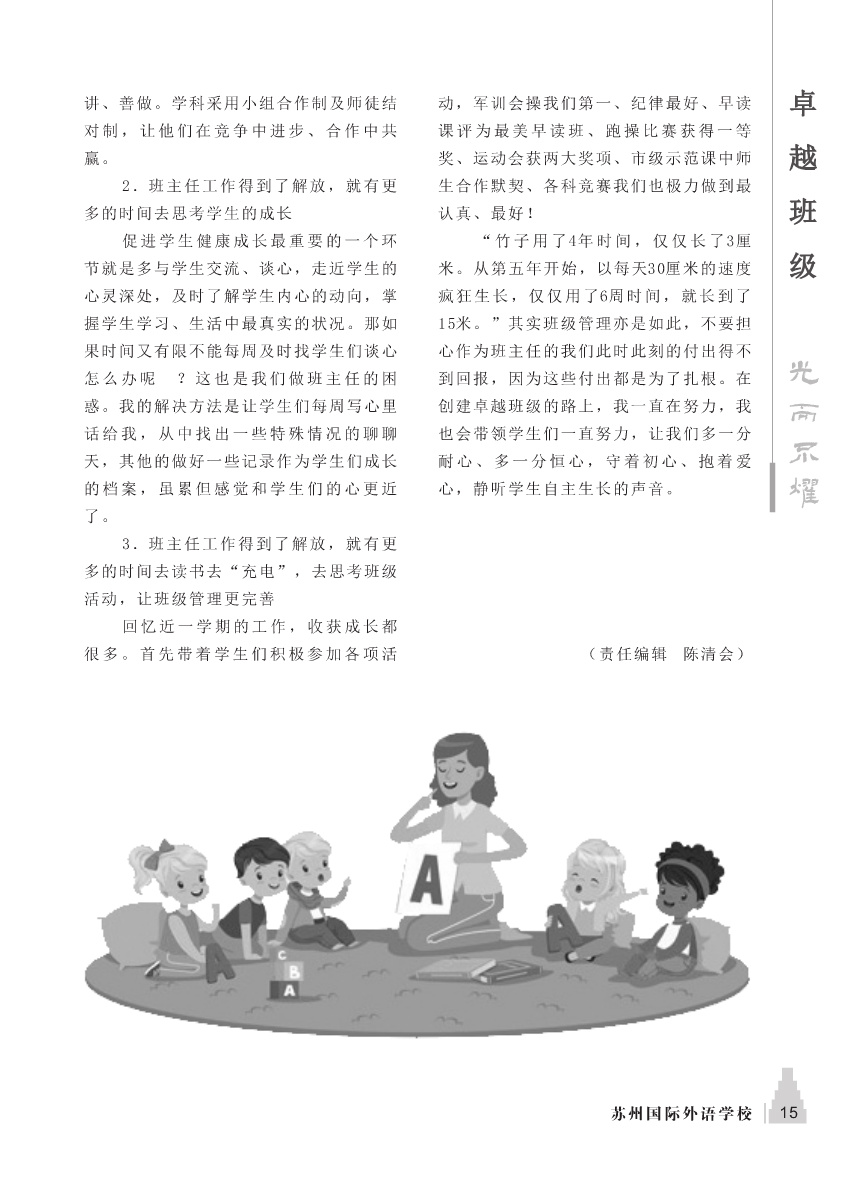 讲、善做。学科采用小组合作制及师徒结
对制，让他们在竞争中进步、合作中共
赢。
2．班主任工作得到了解放，就有更
多的时间去思考学生的成长
促进学生健康成长最重要的一个环
节就是多与学生交流、谈心，走近学生的
心灵深处，及时了解学生内心的动向，掌
握学生学习、生活中最真实的状况。那如
果时间又有限不能每周及时找学生们谈心
怎么办呢　？这也是我们做班主任的困
惑。我的解决方法是让学生们每周写心里
话给我，从中找出一些特殊情况的聊聊
天，其他的做好一些记录作为学生们成长
的档案，虽累但感觉和学生们的心更近
了。
3．班主任工作得到了解放，就有更
多的时间去读书去“充电”，去思考班级
活动，让班级管理更完善
回忆近一学期的工作，收获成长都
很多。首先带着学生们积极参加各项活
动，军训会操我们第一、纪律最好、早读
课评为最美早读班、跑操比赛获得一等
奖、运动会获两大奖项、市级示范课中师
生合作默契、各科竞赛我们也极力做到最
认真、最好！
“竹子用了4年时间，仅仅长了3厘
米。从第五年开始，以每天30厘米的速度
疯狂生长，仅仅用了6周时间，就长到了
15米。”其实班级管理亦是如此，不要担
心作为班主任的我们此时此刻的付出得不
到回报，因为这些付出都是为了扎根。在
创建卓越班级的路上，我一直在努力，我
也会带领学生们一直努力，让我们多一分
耐心、多一分恒心，守着初心、抱着爱
心，静听学生自主生长的声音。
（责任编辑　陈清会）
卓越班级
光而不耀
A
A
A
C
B
A
苏州国际外语学校
15